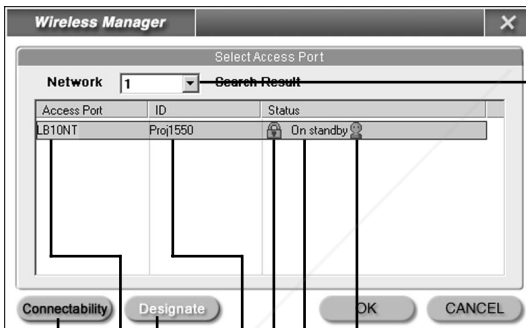 Wireless Manager
Select Access Port
Network 1 Search Result
Access Port ID Status
LB10NT Proj1550 On standby
Connectability Designate OK CANCEL